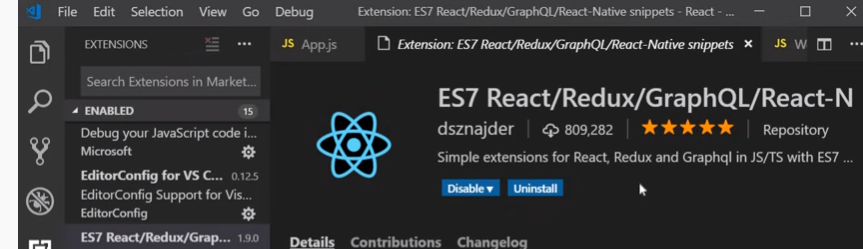 File Edit Selection View Go Debug Extension: ES7 React/Redux/GraphQL/React-Native snippets - React - ...
EXTENSIONS
JS App.js
Extension: ES7 React/Redux/GraphQL/React-Native snippets
JS W
Search Extensions in Market...
ENABLED 15
Debug your JavaScript code i...
Microsoft
EditorConfig for VS C... 0.12.5
EditorConfig Support for Vis...
EditorConfig
ES7 React/Redux/Grap... 1.9.0
ES7 React/Redux/GraphQL/React-N
dsznajder 809,282 Repository
Simple extensions for React, Redux and Graphql in JS/TS with ES7 ...
Disable Uninstall
Details Contributions Changelog